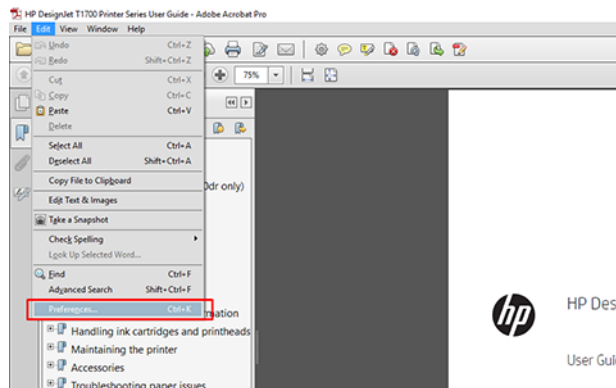 HP DesignJet T1700 Printer Series User Guide - Adobe Acrobat Pro
File Edit View Window Help
Undo Ctrl+Z
Redo Shift+Ctrl+Z
Cut Ctrl+X
Copy Ctrl+C
Paste Ctrl+V
Delete
Select All Ctrl+A
Deselect All Shift+Ctrl+A
Copy File to Clipboard
Edit Text & Images
Take a Snapshot
Check Spelling
Look Up Selected Word...
Find Ctrl+F
Advanced Search Shift+Ctrl+F
Preferences... Ctrl+K
75%
0dr only)
mation
Handling ink cartridges and printheads
Maintaining the printer
Accessories
Troubleshooting paper issues
hp
HP Des
User Gui